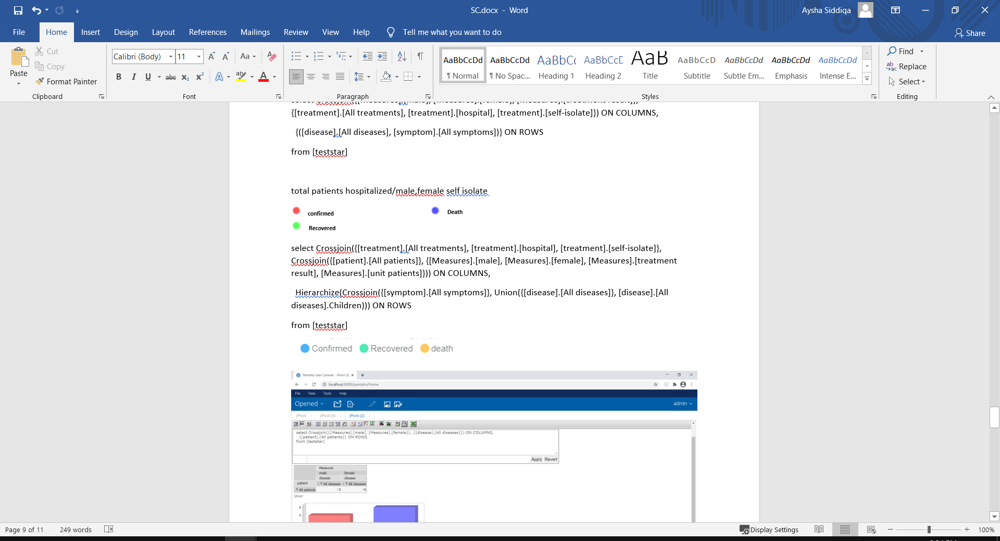 SC.docx - Word
Aysha Siddiqa
File Home Insert Design Layout References Mailings Review View Help Tell me what you want to do
Share
Paste
Cut
Copy
Format Painter
Clipboard
Calibri (Body) 11
Font
Paragraph
AaBbCcDd AaBbCcDd AaBbCc AaBbCcD AaB AaBbCcD AaBbCcDd AaBbCcDd AaBbCcDd
¶ Normal ¶ No Spac... Heading 1 Heading 2 Title Subtitle Subtle Em... Emphasis Intense E...
Styles
Find
Replace
Select
Editing
{[treatment].[All treatments], [treatment].[hospital], [treatment].[self-isolate]}) ON COLUMNS,
{([disease].[All diseases], [symptom].[All symptoms])} ON ROWS
from [teststar]
total patients hospitalized/male,female self isolate
confirmed Death
Recovered
select Crossjoin({[treatment].[All treatments], [treatment].[hospital], [treatment].[self-isolate]},
Crossjoin({[patient].[All patients]}, {[Measures].[male], [Measures].[female], [Measures].[treatment
result], [Measures].[unit patients]})) ON COLUMNS,
Hierarchize(Crossjoin({[symptom].[All symptoms]}, Union({[disease].[All diseases]}, [disease].[All
diseases].Children))) ON ROWS
from [teststar]
Confirmed Recovered death
Pentaho User Console - JPivot (2)
localhost:8080/pentaho/Home
File View Tools Help
Opened
admin
JPivot JPivot (3) JPivot (2)
select CrossJoin({[Measures].[male], [Measures].[female]}, {[disease].[All diseases]}) ON COLUMNS,
{[patient].[All patients]} ON ROWS
from [teststar]
Apply Revert
Measures
male female
disease disease
patient All diseases All diseases
All patients 5 6
Slicer:
6
5
Page 9 of 11 249 words
Display Settings
100%